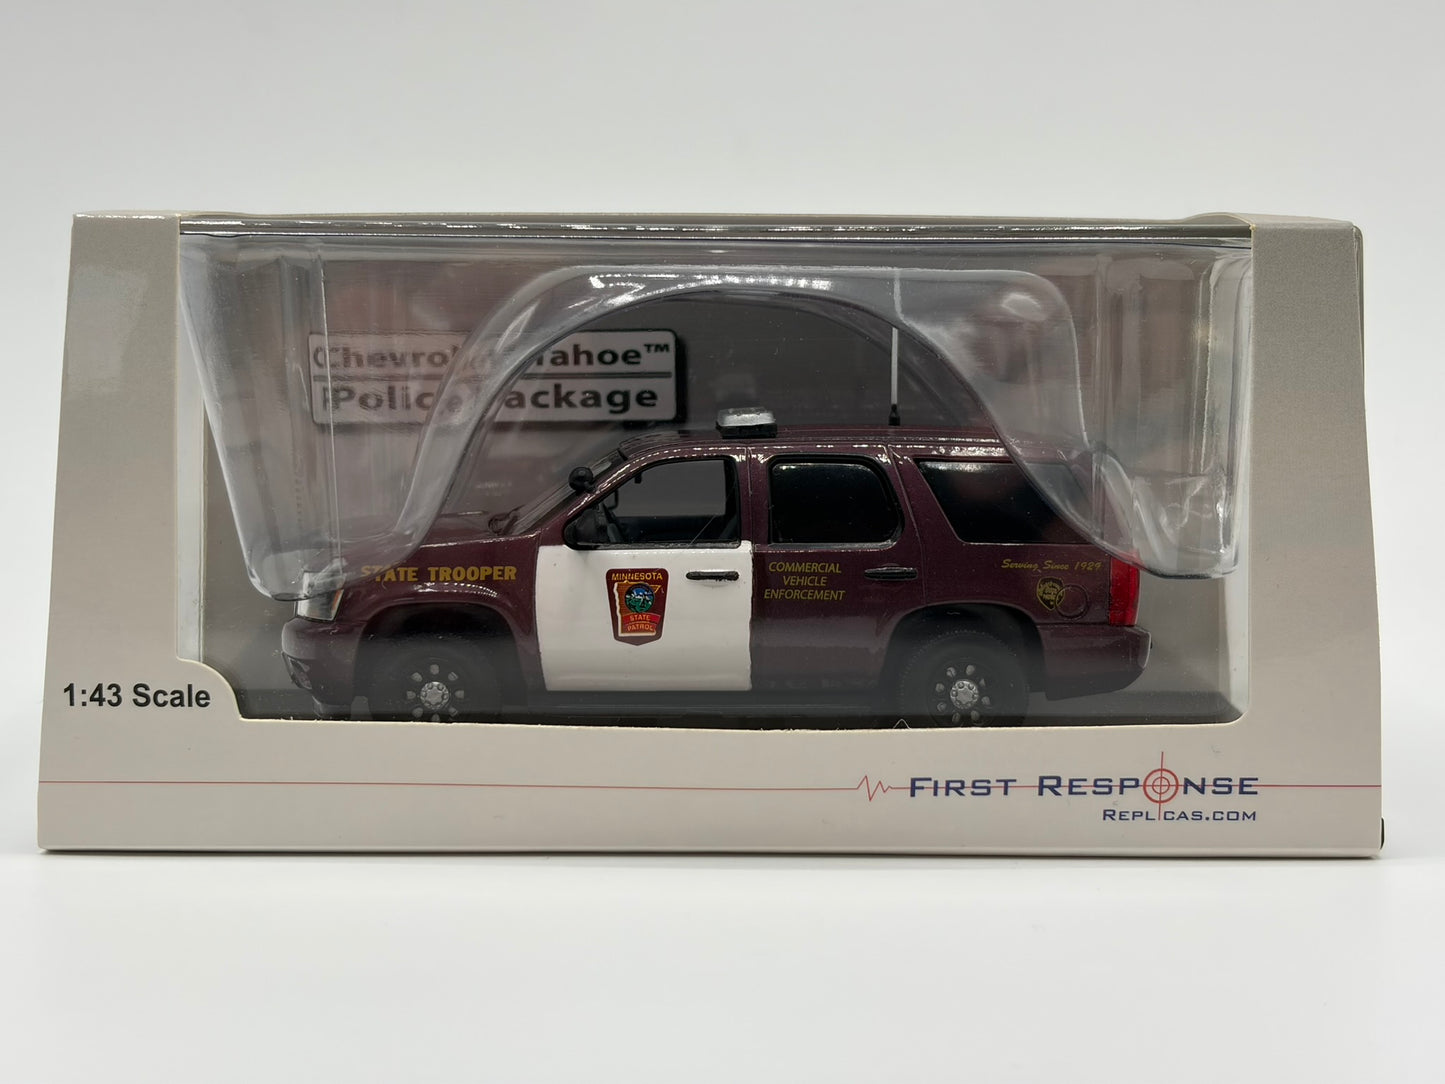 Chevrolet Tahoe™
Police Package
STATE TROOPER
MINNESOTA
STATE
PATROL
COMMERCIAL
VEHICLE
ENFORCEMENT
Serving Since 1929
1:43 Scale
FIRST RESPONSE
REPLICAS.COM